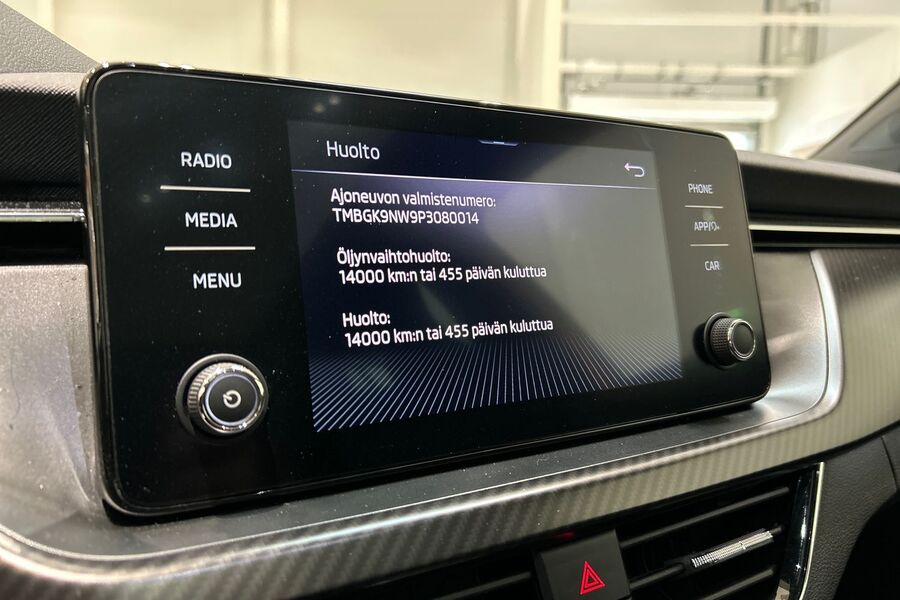 RADIO
MEDIA
MENU
Huolto
Ajoneuvon valmistenumero:
TMBGK9NW9P3080014
Öljynvaihtohuolto:
14000 km:n tai 455 päivän kuluttua
Huolto:
14000 km:n tai 455 päivän kuluttua
PHONE
APP/
CAR